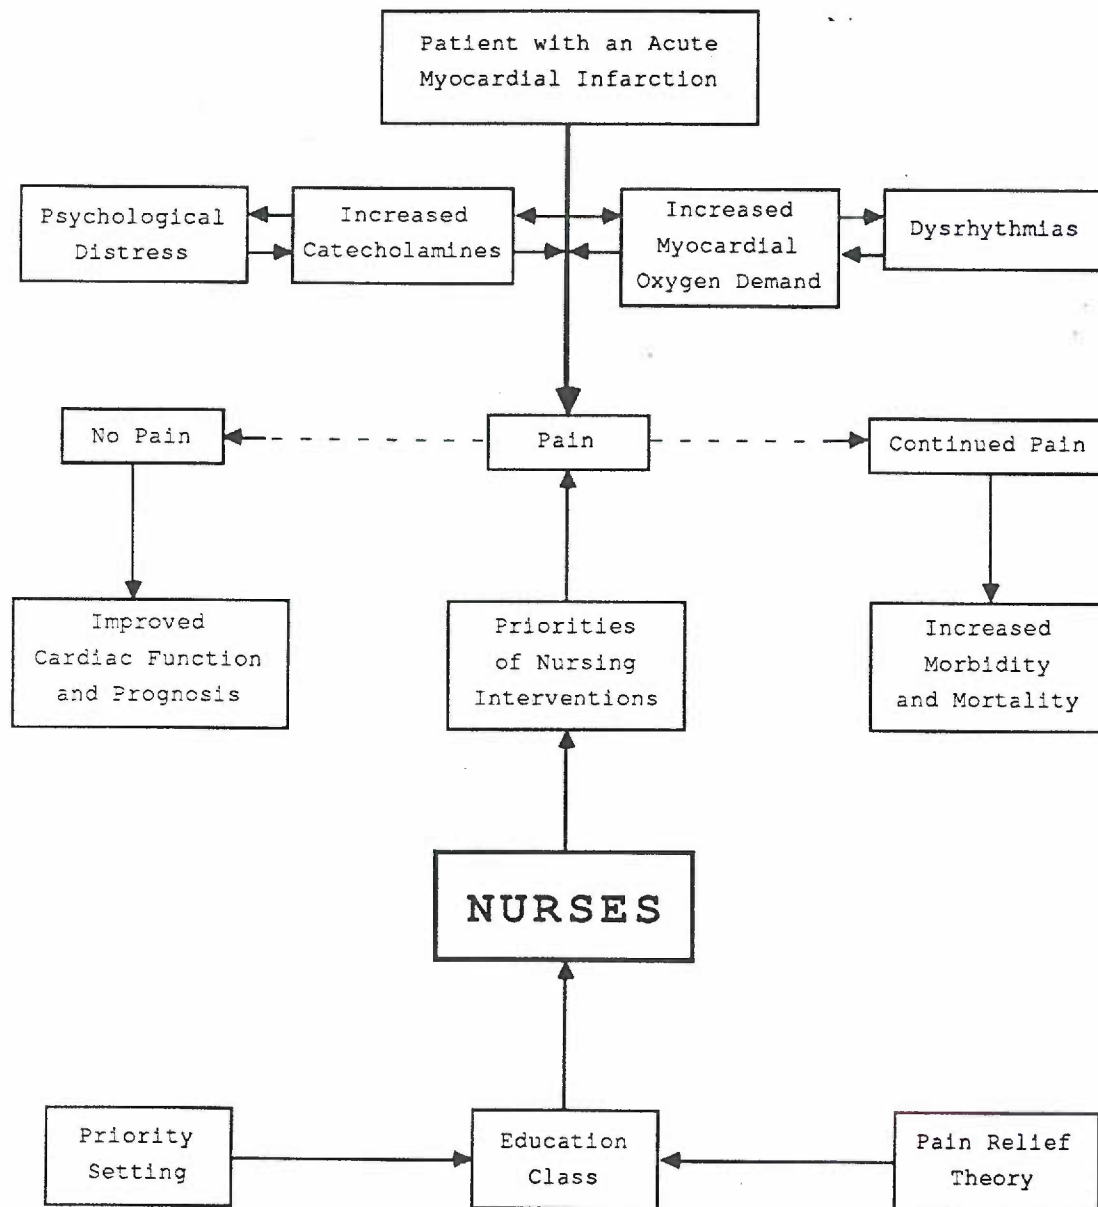 Patient with an Acute
Myocardial Infarction
Psychological
Distress
Increased
Catecholamines
Increased
Myocardial
Oxygen Demand
Dysrhythmias
No Pain
Pain
Continued Pain
Improved
Cardiac Function
and Prognosis
Priorities
of Nursing
Interventions
Increased
Morbidity
and Mortality
NURSES
Priority
Setting
Education
Class
Pain Relief
Theory